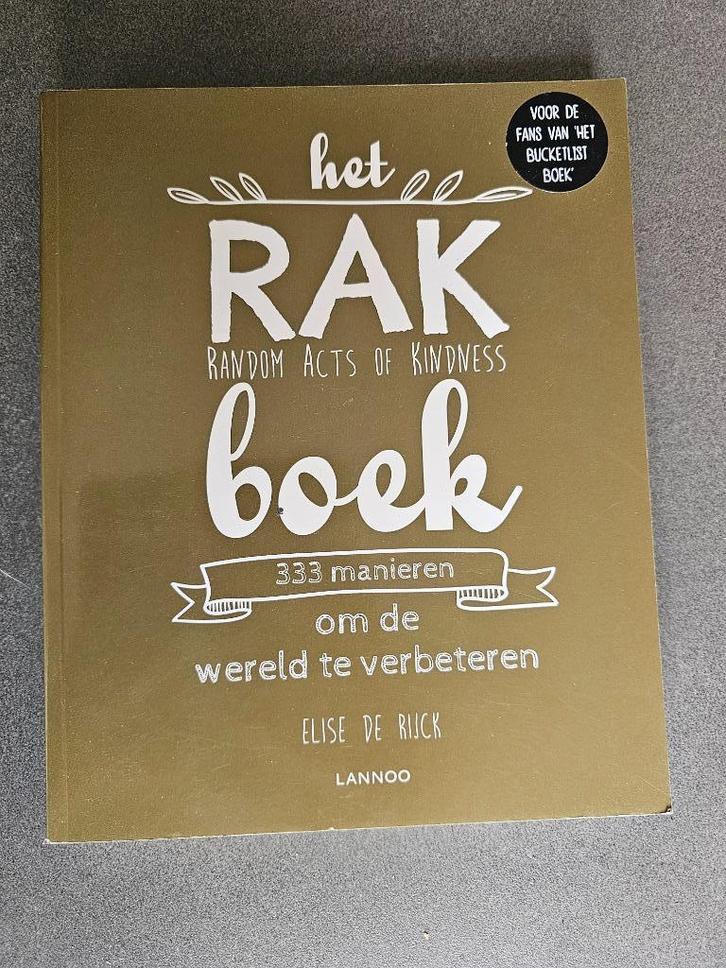 VOOR DE
FANS VAN 'HET
BUCKETLIST
BOEK'
het
RAK
RANDOM ACTS OF KINDNESS
boek
333 manieren
om de
wereld te verbeteren
ELISE DE RIJCK
LANNOO